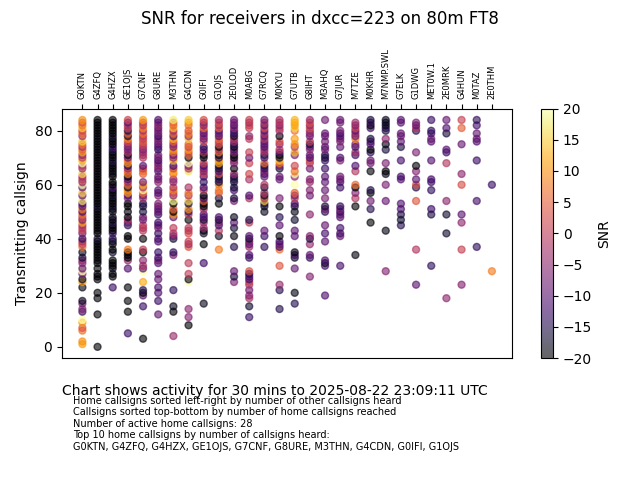 SNR for receivers in dxcc=223 on 80m FT8
G0KTN G4ZFQ G4HZX GE1OJS G7CNF G8URE M3THN G4CDN G0IFI G1OJS 2E0LOD M0ABG G7RCQ M0KYU G7UTB G8IHT M3AHQ G7JUR M7TZE M0KHR M7NMP.SWL G7ELK G1DWG MET0W.1 2E0MRK G4HUN M0TAZ 2E0THM
80
60
40
20
0
Transmitting callsign
20
15
10
5
0
−5
−10
−15
−20
SNR
Chart shows activity for 30 mins to 2025-08-22 23:09:11 UTC
Home callsigns sorted left-right by number of other callsigns heard
Callsigns sorted top-bottom by number of home callsigns reached
Number of active home callsigns: 28
Top 10 home callsigns by number of callsigns heard:
G0KTN, G4ZFQ, G4HZX, GE1OJS, G7CNF, G8URE, M3THN, G4CDN, G0IFI, G1OJS